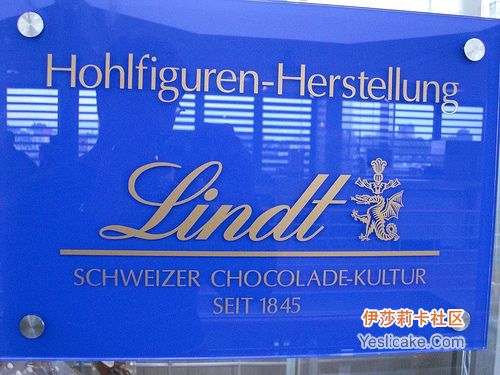 Hohlfiguren-Herstellung
Lindt
SCHWEIZER CHOCOLADE-KULTUR
SEIT 1845
伊莎莉卡社区
Yeslicake.Com